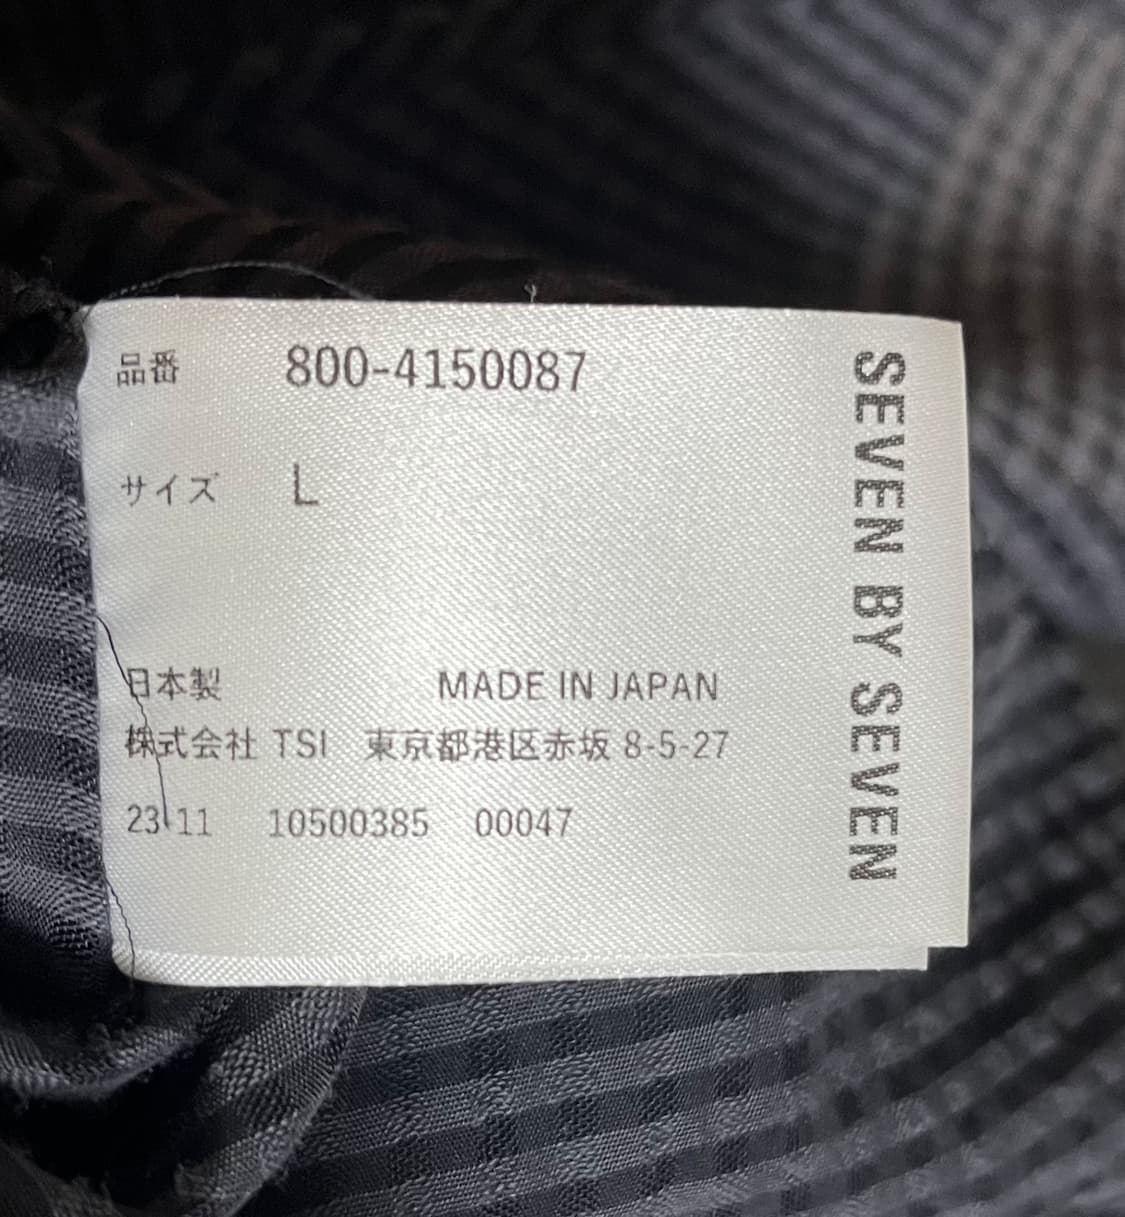 品番 800-4150087
サイズ L
日本製 MADE IN JAPAN
株式会社 TSI 東京都港区赤坂 8-5-27
23 11 10500385 00047
SEVEN BY SEVEN